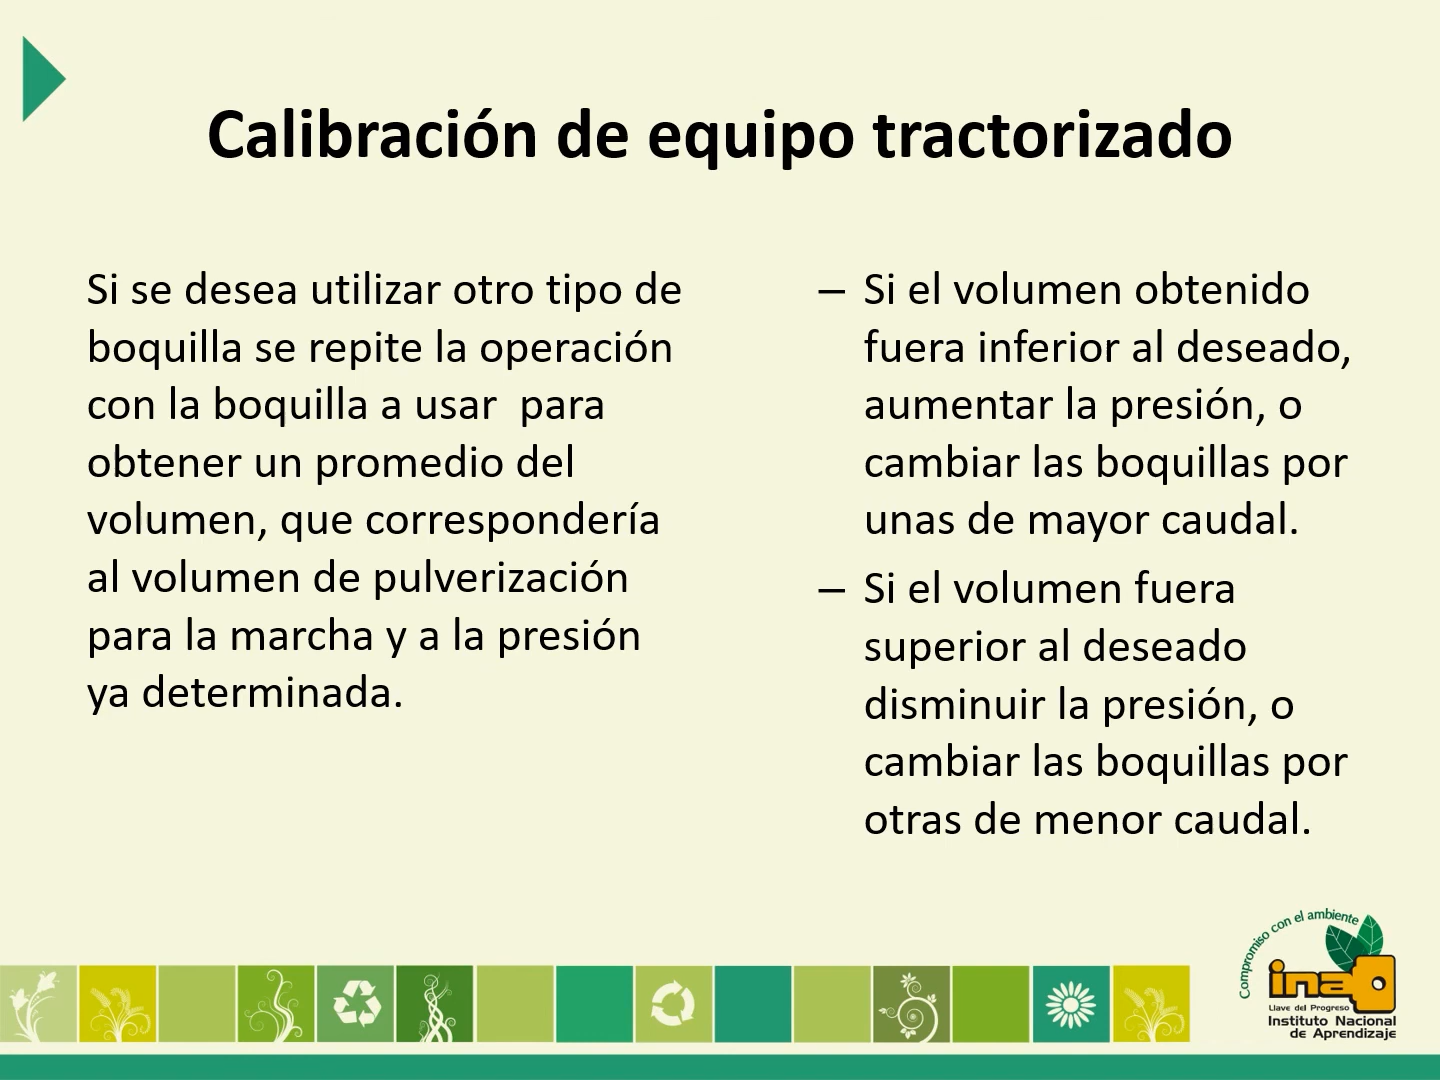 Calibración de equipo tractorizado
Si se desea utilizar otro tipo de
boquilla se repite la operación
con la boquilla a usar  para
obtener un promedio del
volumen, que correspondería
al volumen de pulverización
para la marcha y a la presión
ya determinada.
– Si el volumen obtenido
fuera inferior al deseado,
aumentar la presión, o
cambiar las boquillas por
unas de mayor caudal.
– Si el volumen fuera
superior al deseado
disminuir la presión, o
cambiar las boquillas por
otras de menor caudal.
Compromiso con el ambiente
ina
Llave del Progreso
Instituto Nacional
de Aprendizaje